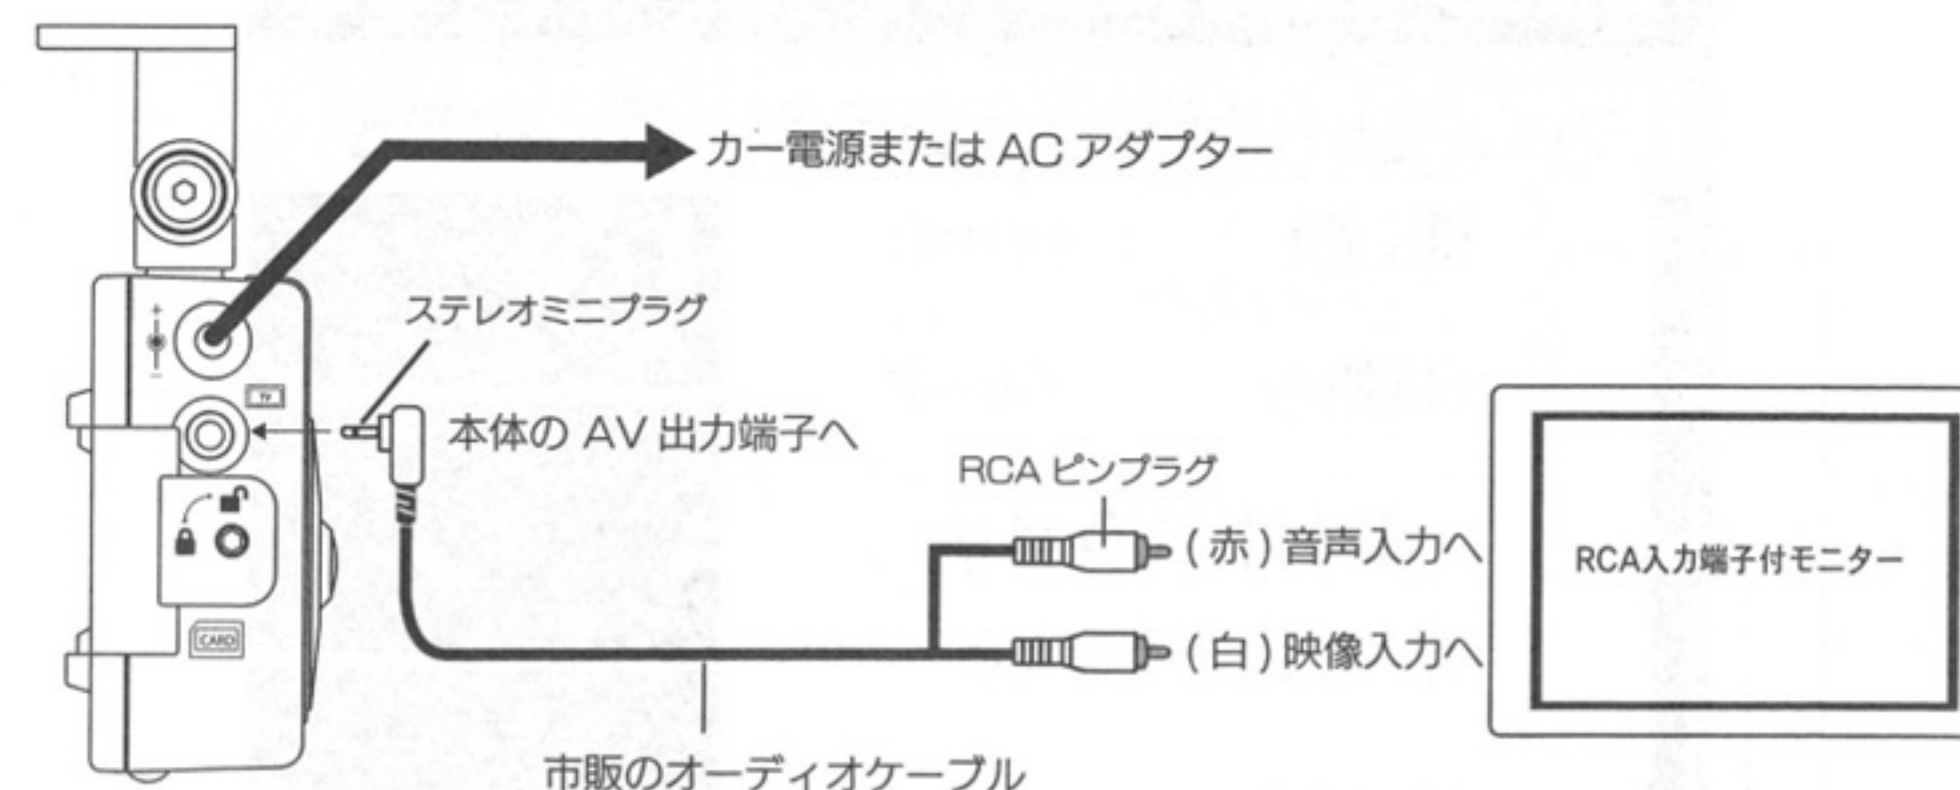 カー電源または AC アダプター
ステレオミニプラグ
+
-
TV
本体の AV 出力端子へ
RCA ピンプラグ
(赤) 音声入力へ
RCA入力端子付モニター
CARD
(白) 映像入力へ
市販のオーディオケーブル